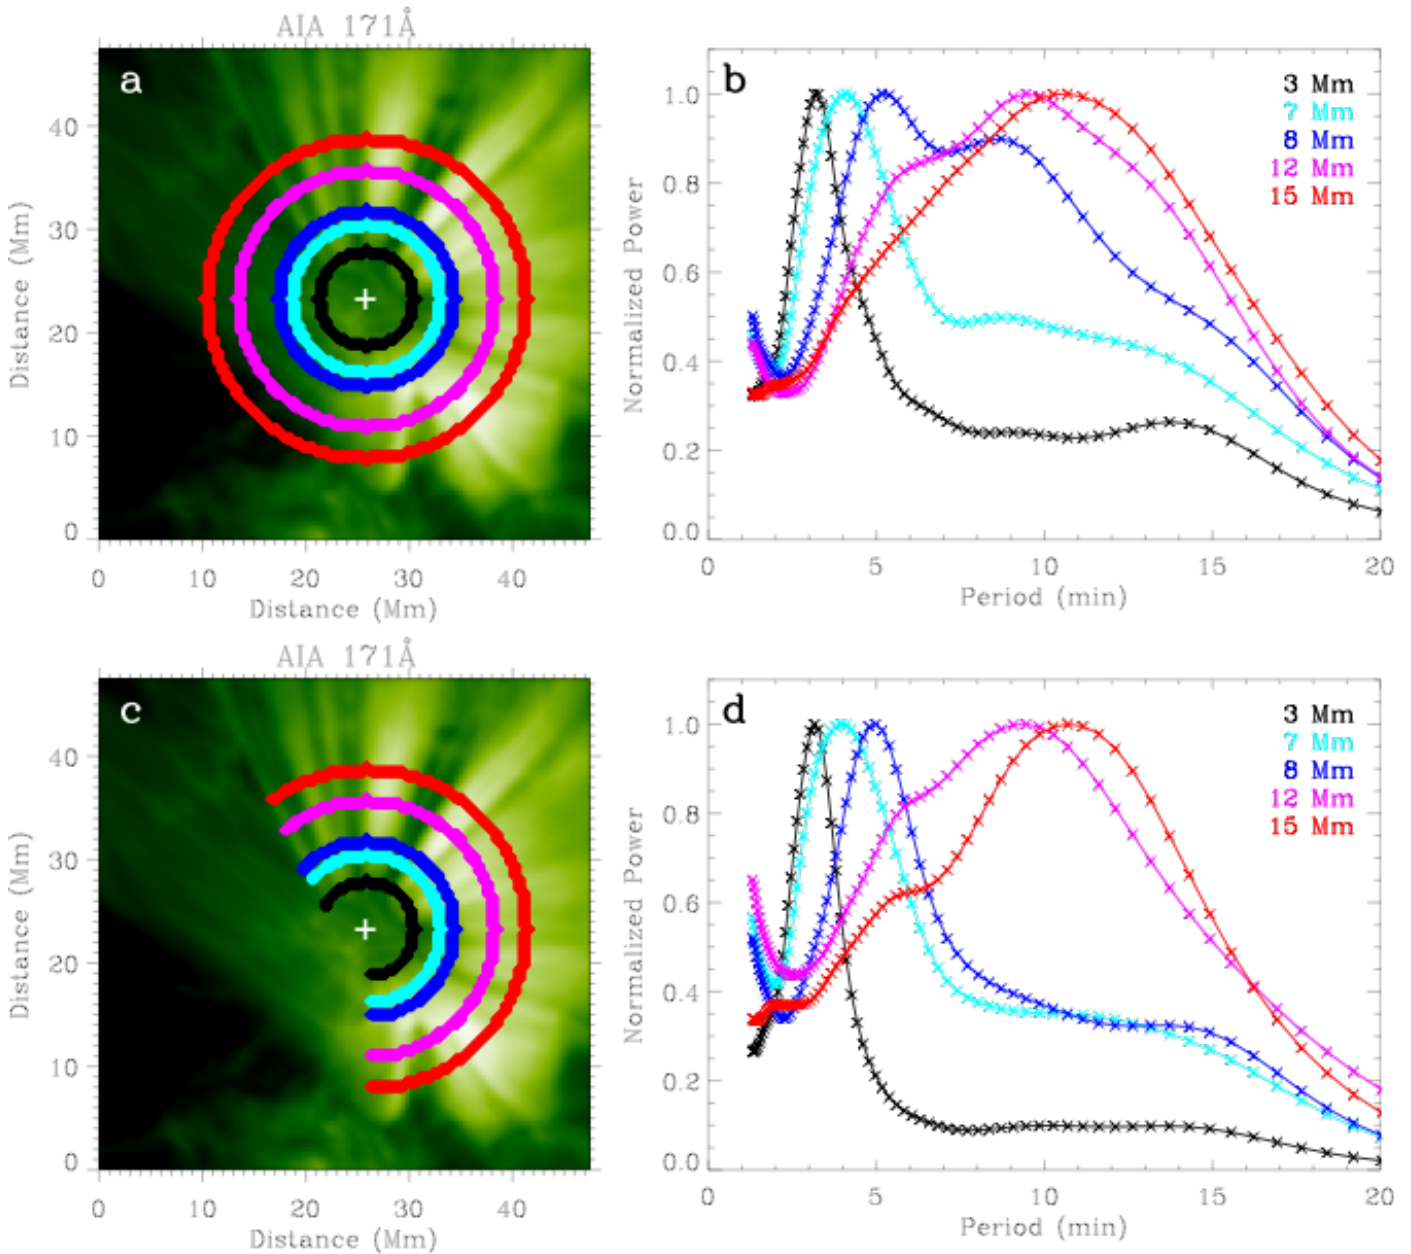 AIA 171Å
a
Distance (Mm)
40
30
20
10
0
0 10 20 30 40
Distance (Mm)
b
3 Mm
7 Mm
8 Mm
12 Mm
15 Mm
Normalized Power
1.0
0.8
0.6
0.4
0.2
0.0
0 5 10 15 20
Period (min)
AIA 171Å
c
Distance (Mm)
40
30
20
10
0
0 10 20 30 40
Distance (Mm)
d
3 Mm
7 Mm
8 Mm
12 Mm
15 Mm
Normalized Power
1.0
0.8
0.6
0.4
0.2
0.0
0 5 10 15 20
Period (min)